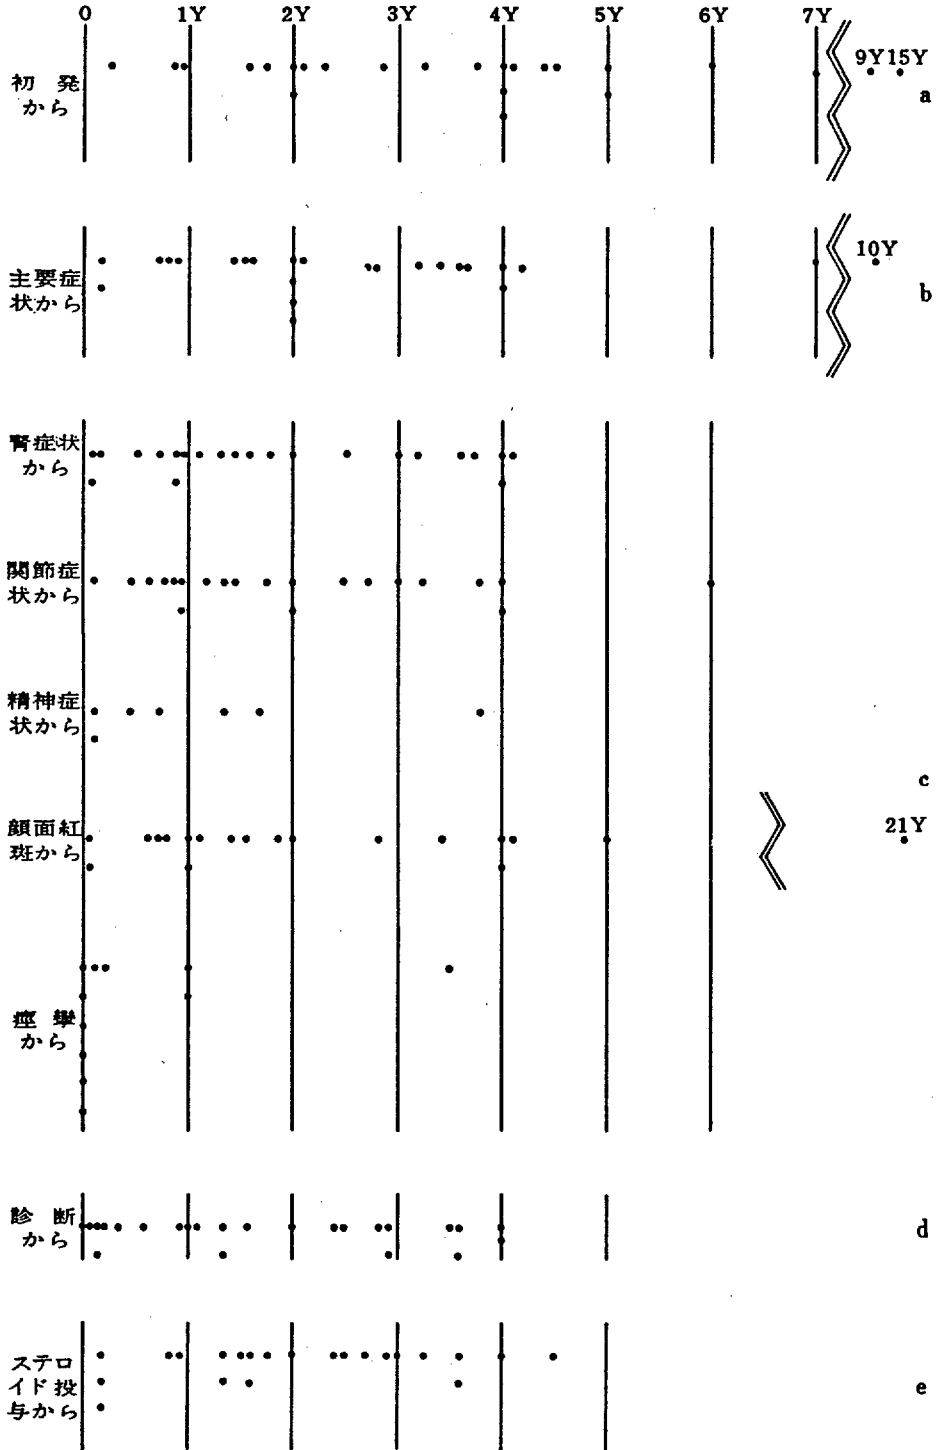 0 1Y 2Y 3Y 4Y 5Y 6Y 7Y
9Y 15Y
初発
から
a
10Y
主要症
状から
b
腎症状
から
関節症
状から
精神症
状から
c
顔面紅
斑から
21Y
痙攣
から
診断
から
d
ステロ
イド投
与から
e